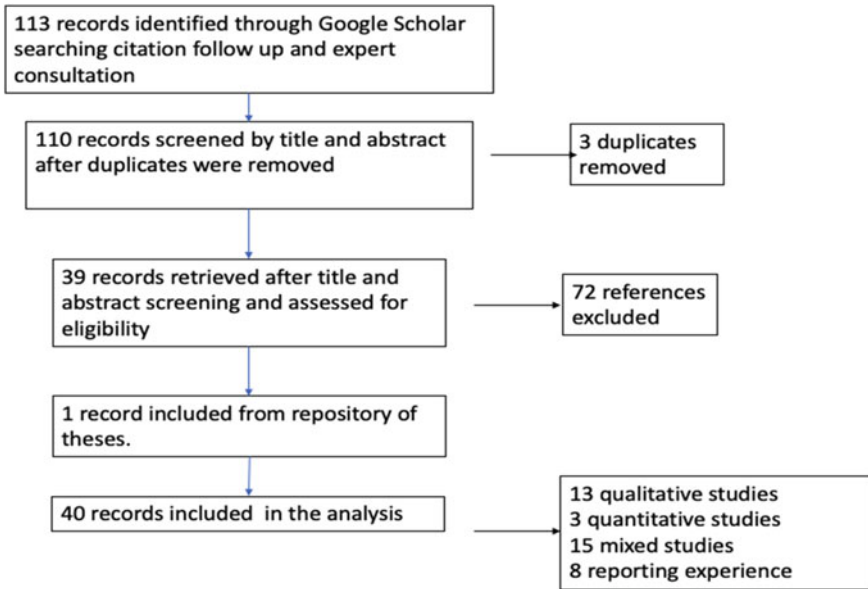 113 records identified through Google Scholar
searching citation follow up and expert
consultation
110 records screened by title and abstract
after duplicates were removed
3 duplicates
removed
39 records retrieved after title and
abstract screening and assessed for
eligibility
72 references
excluded
1 record included from repository of
theses.
40 records included in the analysis
13 qualitative studies
3 quantitative studies
15 mixed studies
8 reporting experience